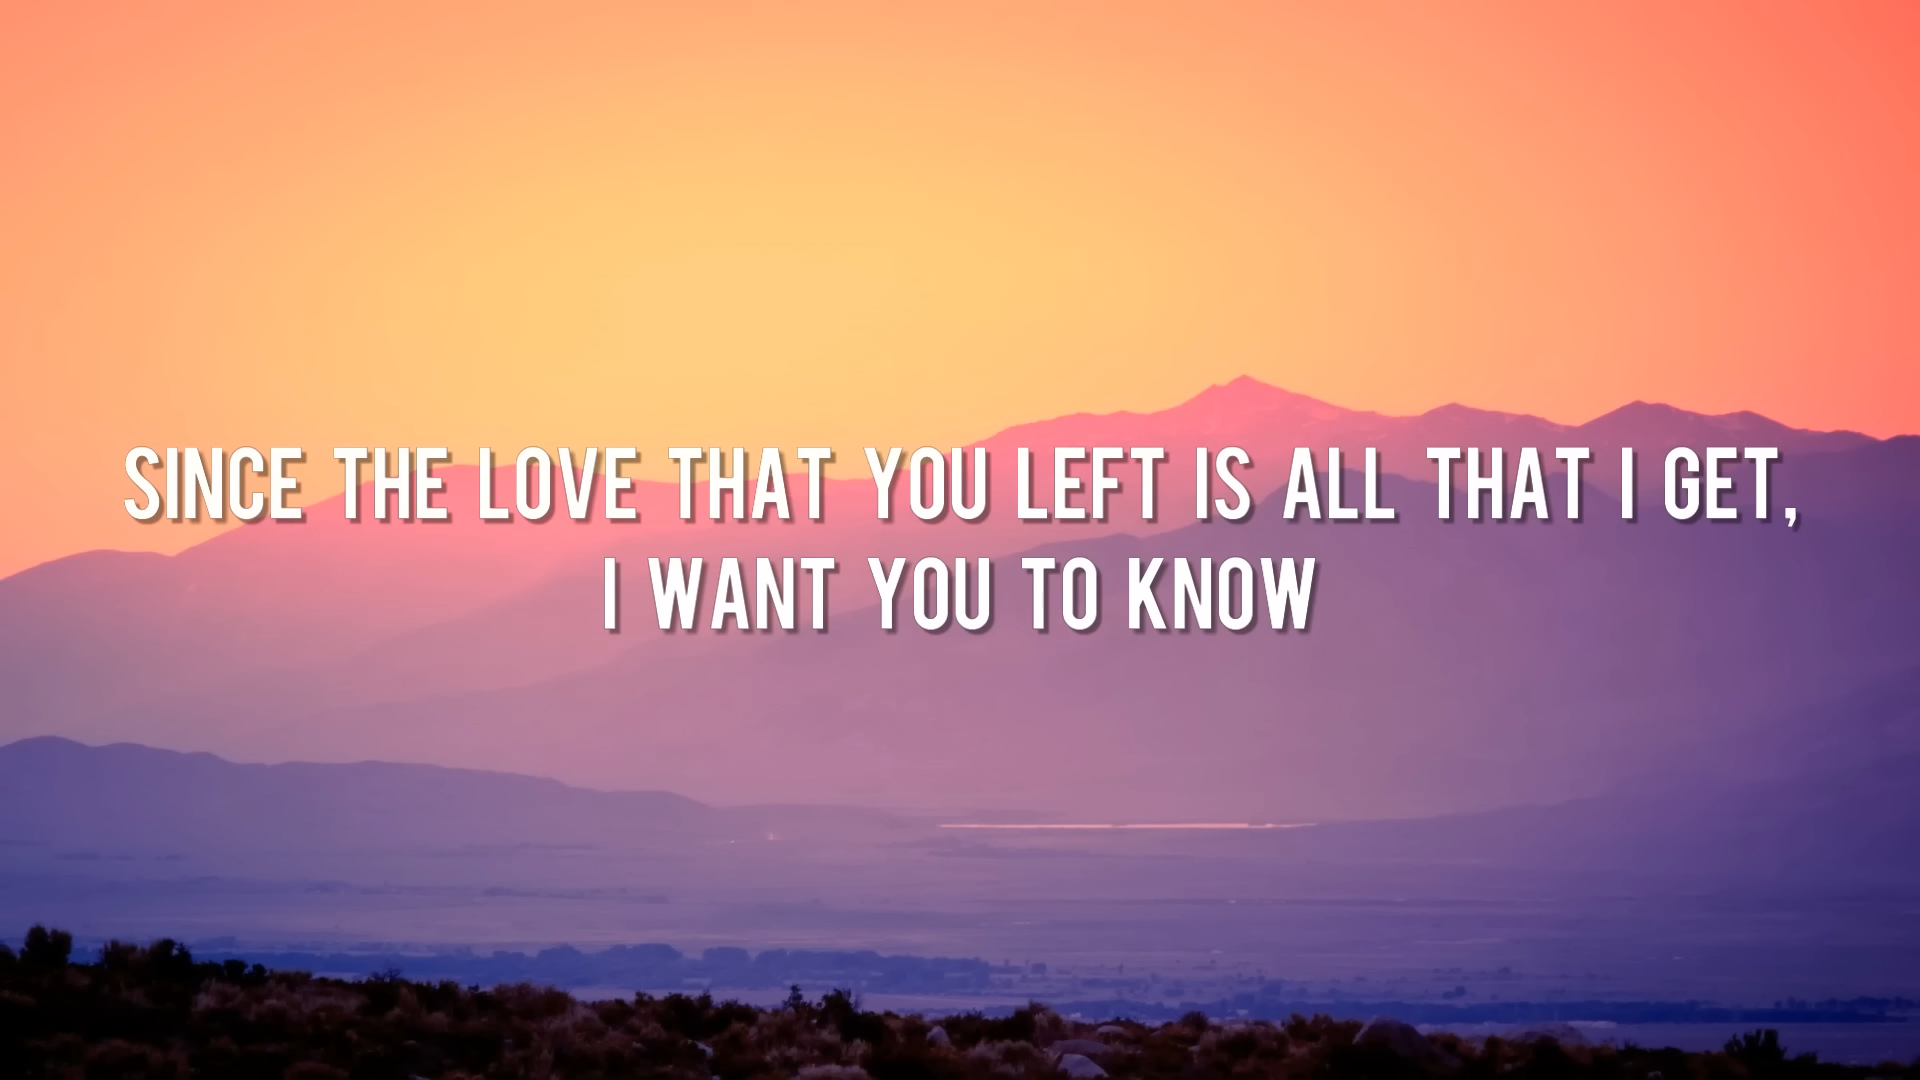 SINCE THE LOVE THAT YOU LEFT IS ALL THAT I GET,
I WANT YOU TO KNOW